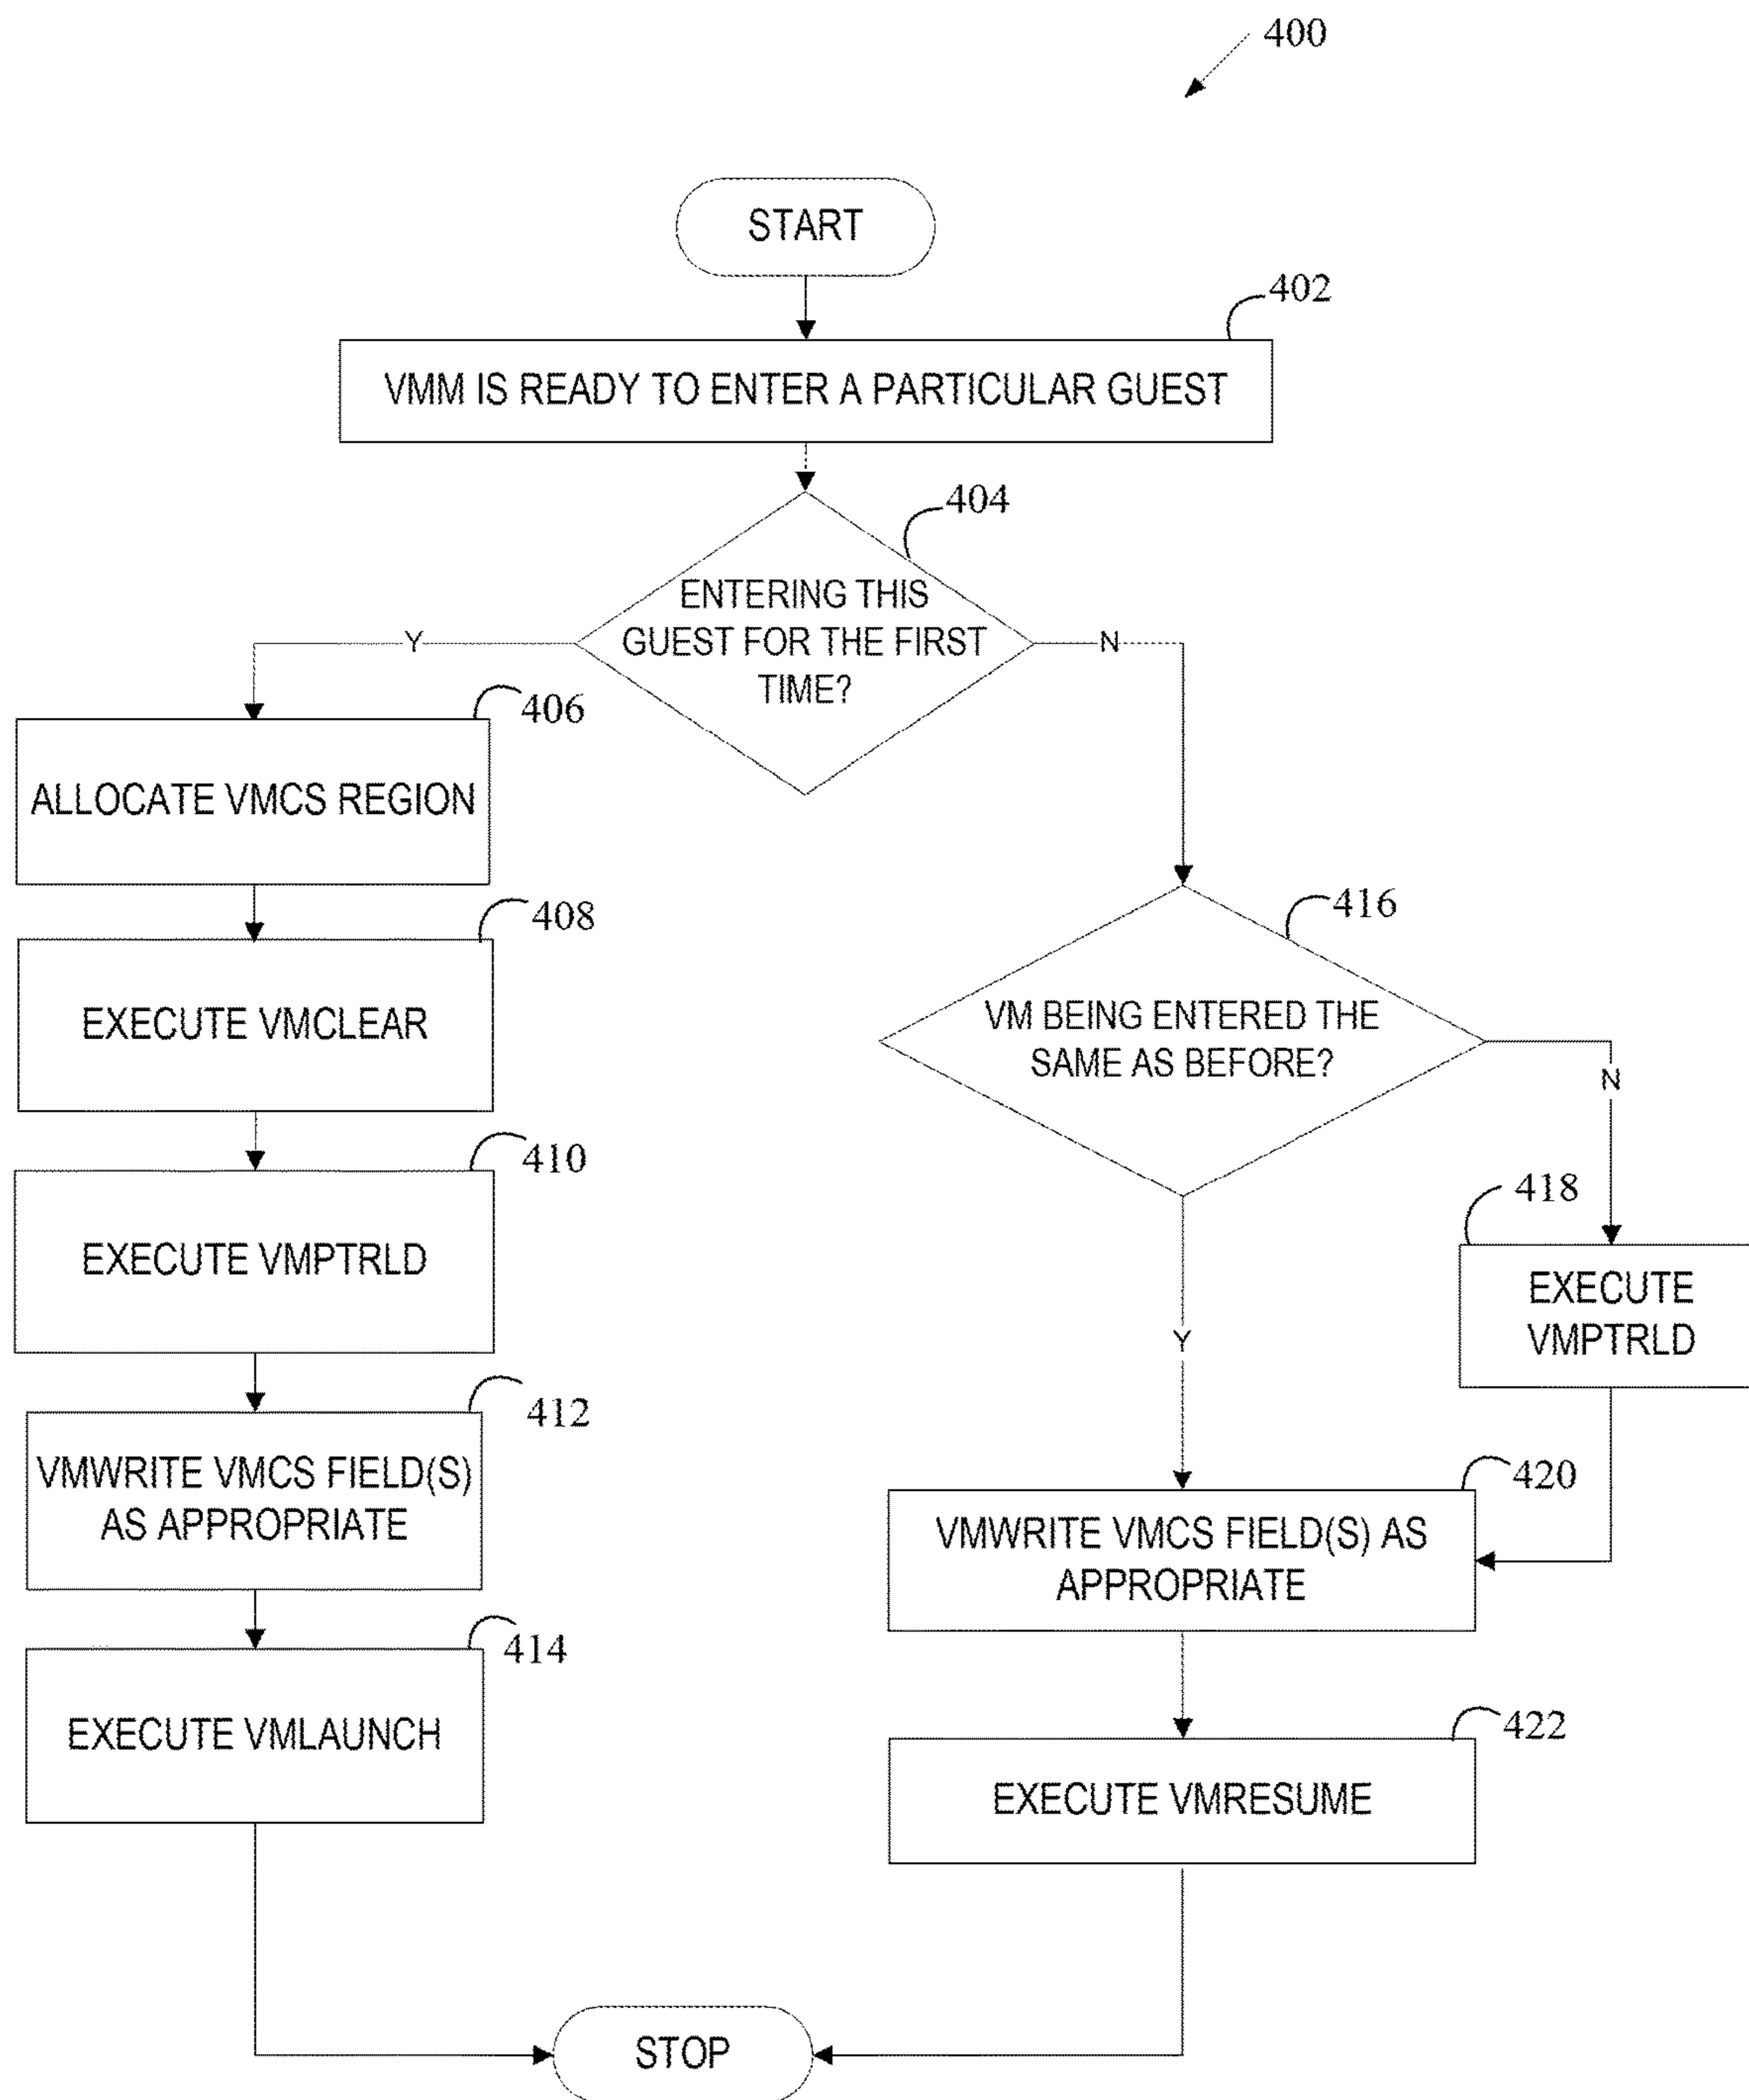 400
START
402
VMM IS READY TO ENTER A PARTICULAR GUEST
404
ENTERING THIS
GUEST FOR THE FIRST
TIME?
Y
N
406
ALLOCATE VMCS REGION
408
EXECUTE VMCLEAR
416
VM BEING ENTERED THE
SAME AS BEFORE?
N
410
EXECUTE VMPTRLD
418
EXECUTE
VMPTRLD
Y
412
VMWRITE VMCS FIELD(S)
AS APPROPRIATE
420
VMWRITE VMCS FIELD(S) AS
APPROPRIATE
414
EXECUTE VMLAUNCH
422
EXECUTE VMRESUME
STOP